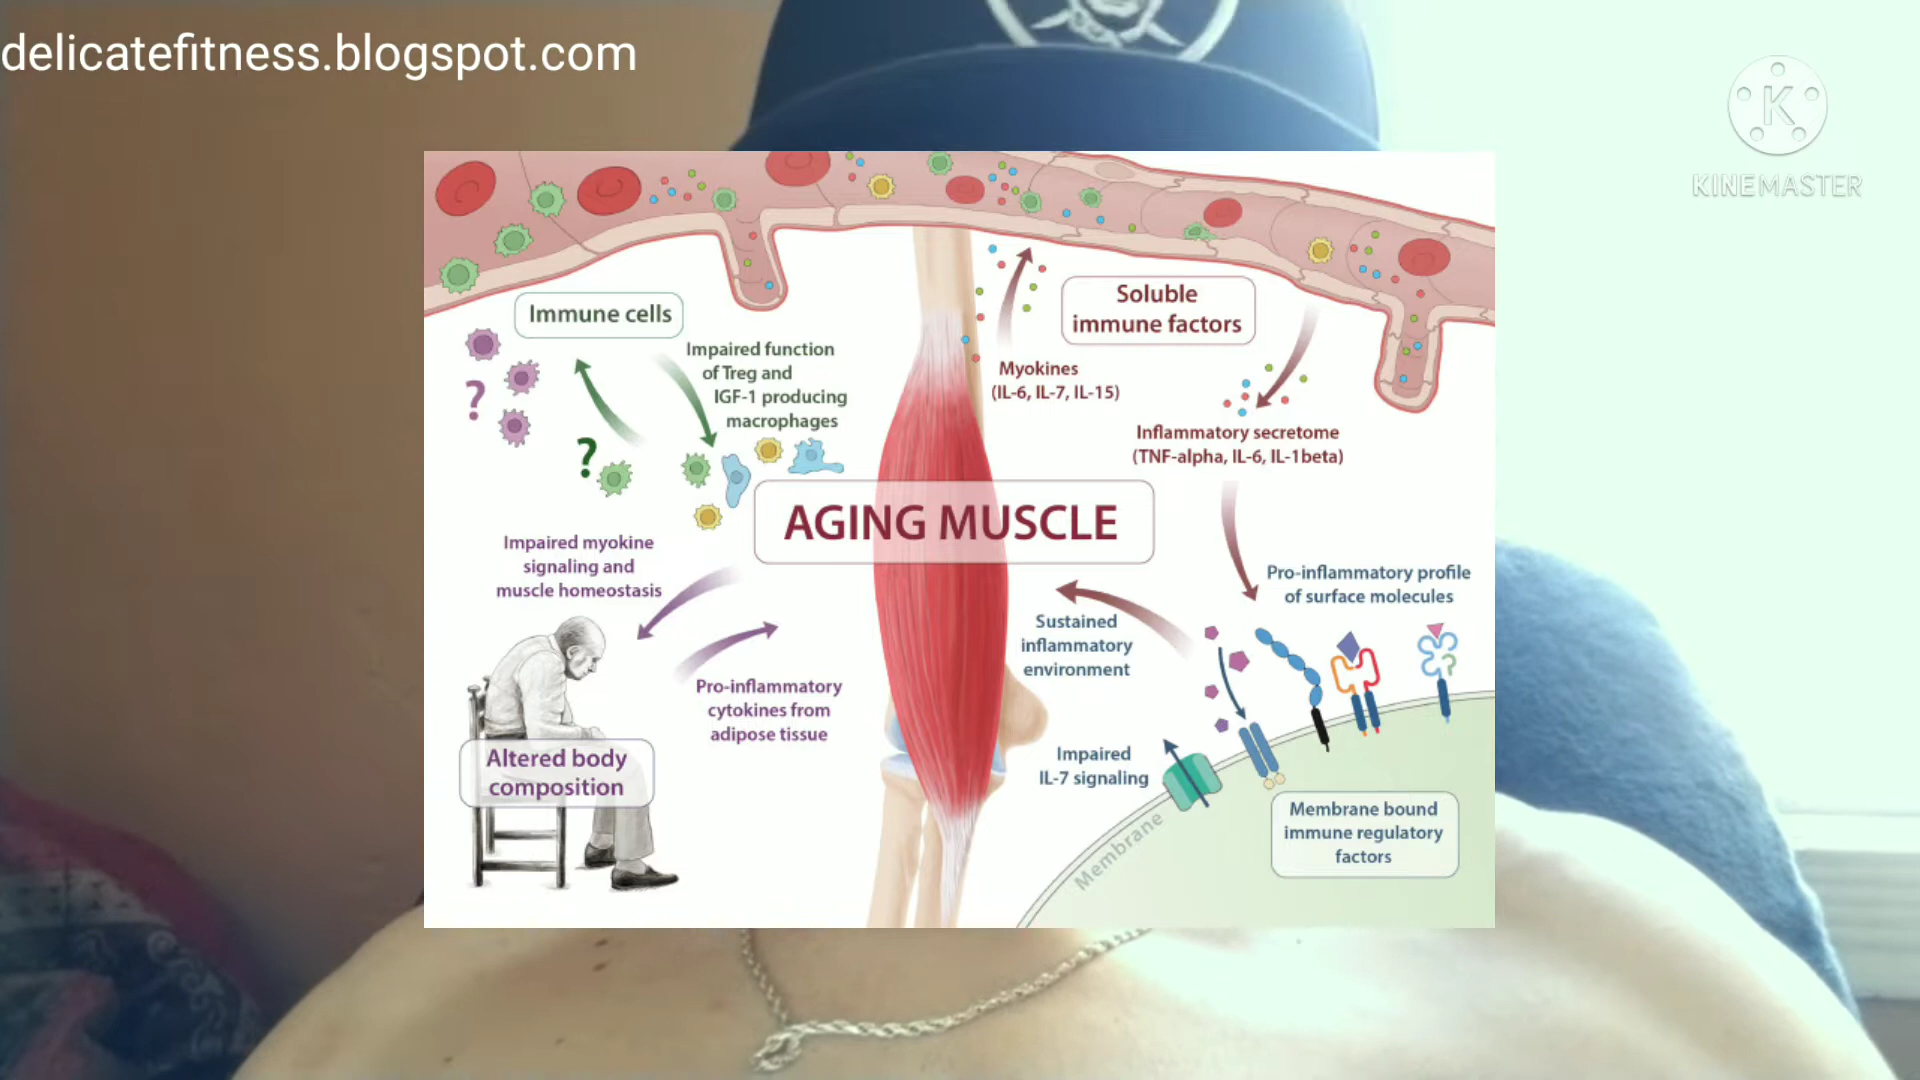 delicatefitness.blogspot.com
K
KINEMASTER
Immune cells
Impaired function
of Treg and
IGF-1 producing
macrophages
?
?
Soluble
immune factors
Myokines
(IL-6, IL-7, IL-15)
Inflammatory secretome
(TNF-alpha, IL-6, IL-1beta)
AGING MUSCLE
Impaired myokine
signaling and
muscle homeostasis
Pro-inflammatory
cytokines from
adipose tissue
Altered body
composition
Sustained
inflammatory
environment
Pro-inflammatory profile
of surface molecules
Impaired
IL-7 signaling
Membrane
Membrane bound
immune regulatory
factors